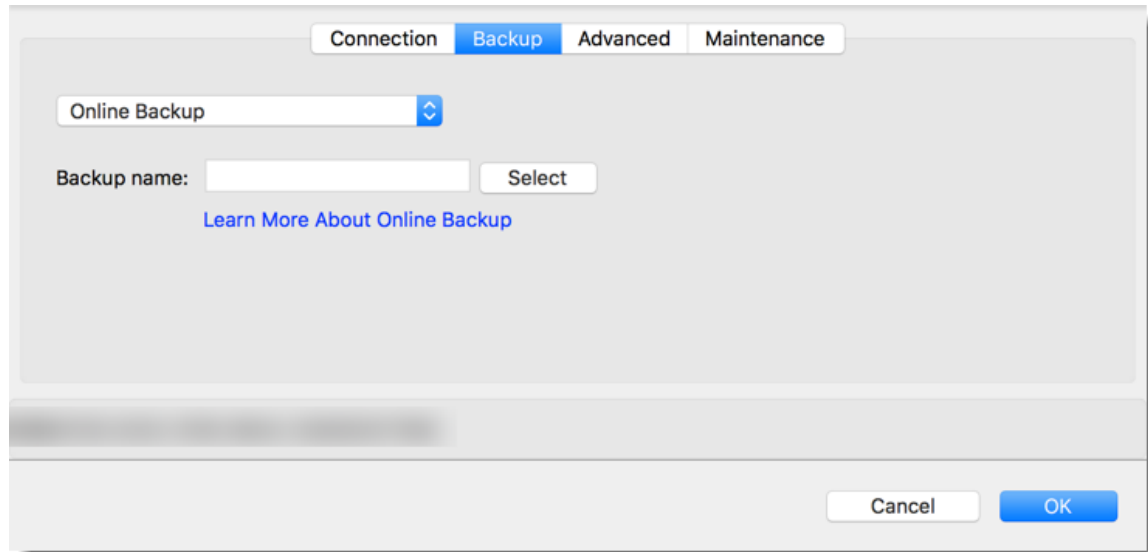 Connection Backup Advanced Maintenance
Online Backup
Backup name: Select
Learn More About Online Backup
Cancel OK